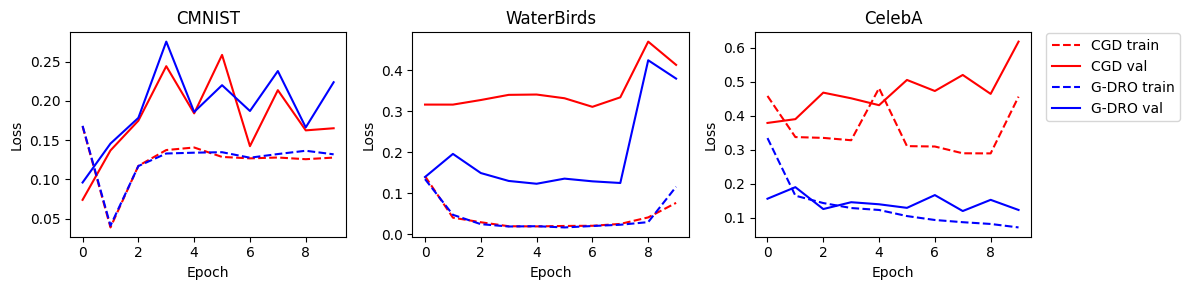 CMNIST
WaterBirds
CelebA
Loss
0.25
0.20
0.15
0.10
0.05
0 2 4 6 8
Epoch
Loss
0.4
0.3
0.2
0.1
0.0
0 2 4 6 8
Epoch
Loss
0.6
0.5
0.4
0.3
0.2
0.1
0 2 4 6 8
Epoch
CGD train
CGD val
G-DRO train
G-DRO val